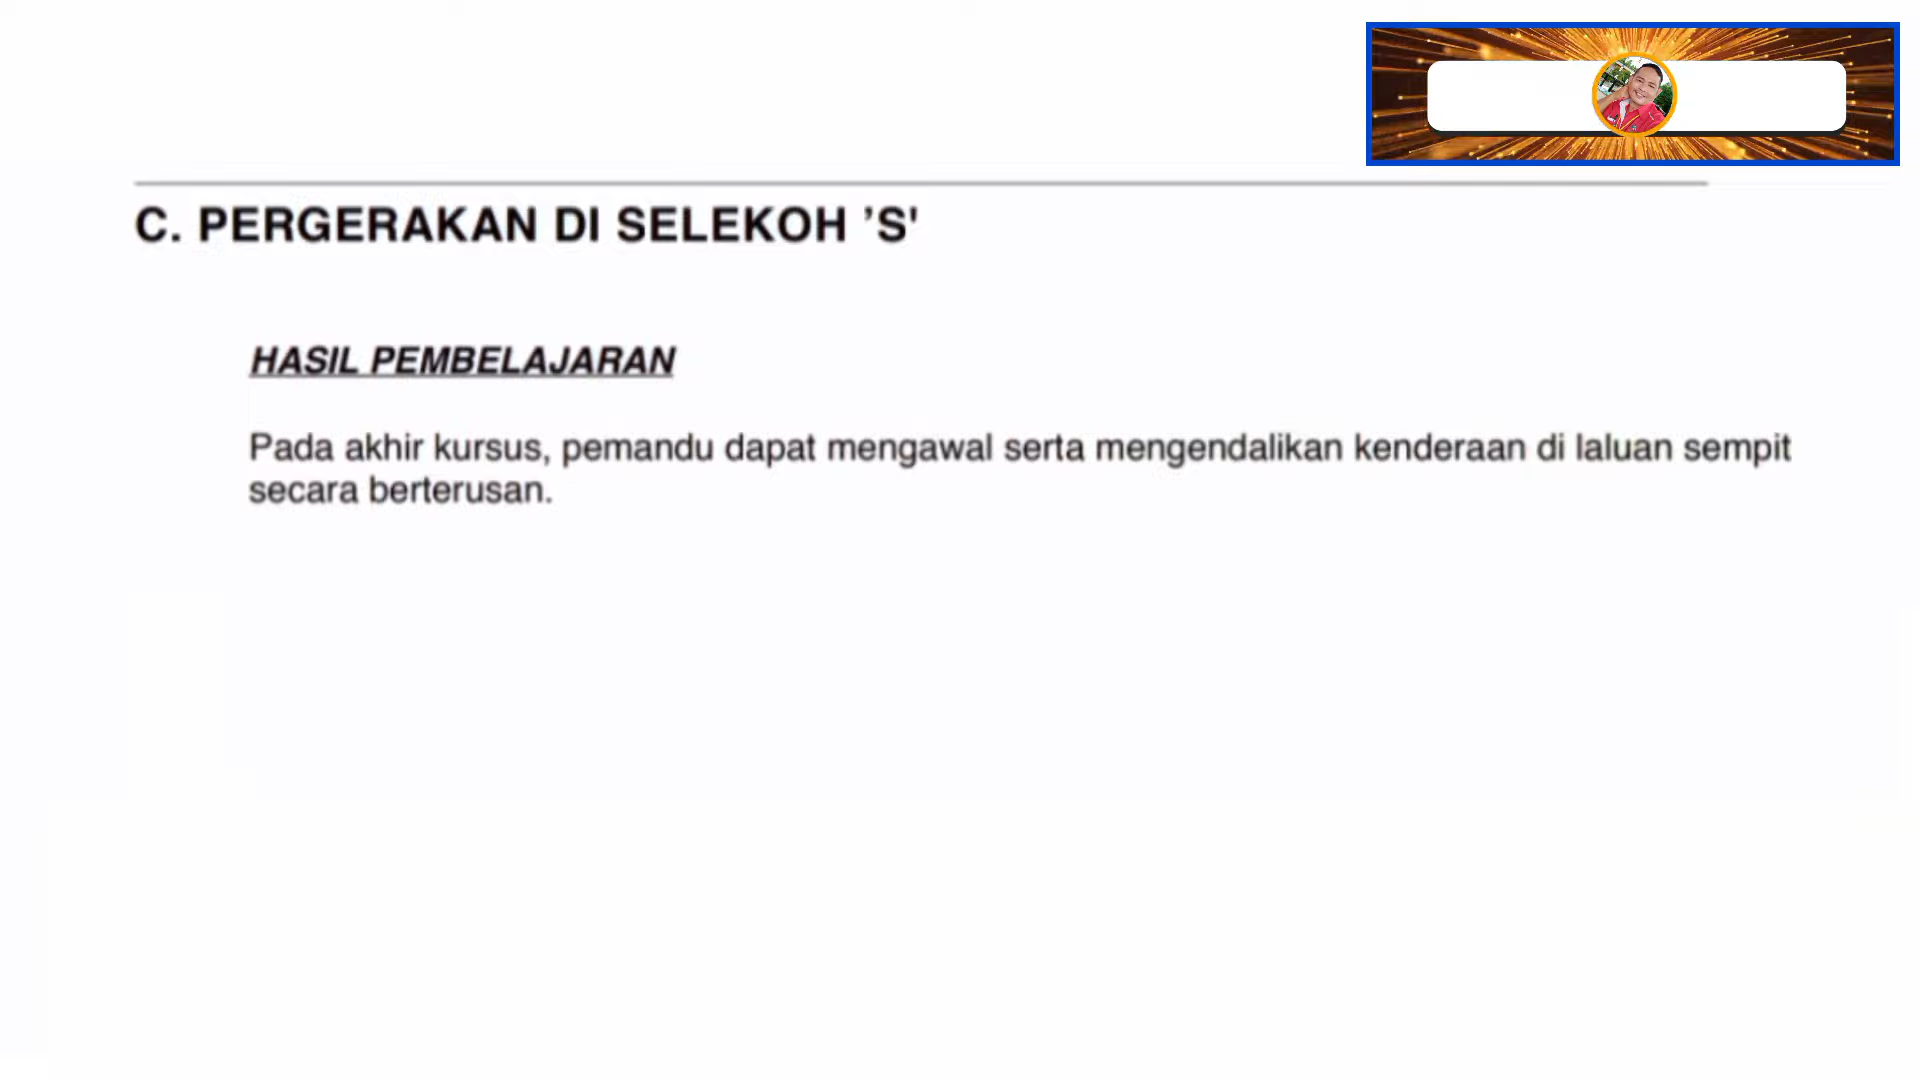 C. PERGERAKAN DI SELEKOH ’S'
HASIL PEMBELAJARAN
Pada akhir kursus, pemandu dapat mengawal serta mengendalikan kenderaan di laluan sempit
secara berterusan.